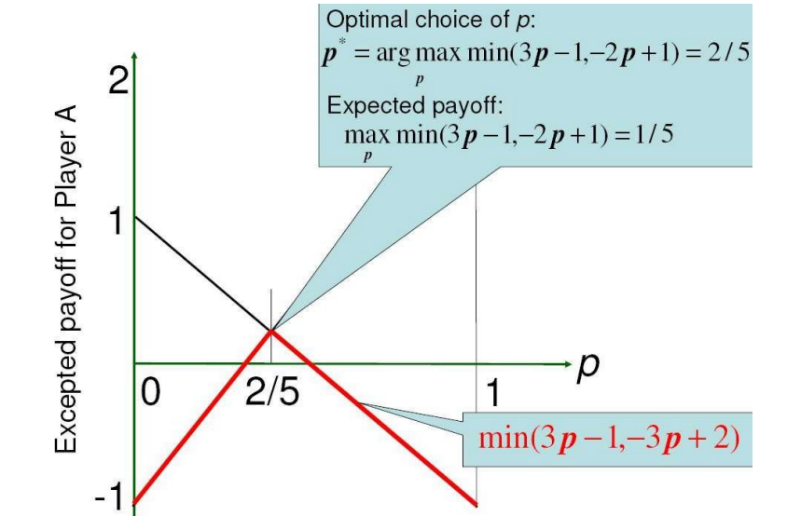 Optimal choice of p:
p* = arg max min(3p−1,−2p+1) = 2/5
p
Expected payoff:
max min(3p−1,−2p+1) = 1/5
p
Excepted payoff for Player A
2
1
-1
0
2/5
1
p
min(3p−1,−3p+2)